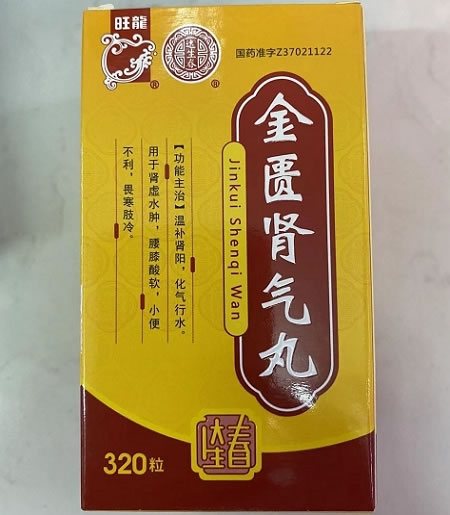 旺龍
®
®
国药准字Z37021122
金匮肾气丸
Jinkui Shenqi Wan
【功能主治】温补肾阳，化气行水。
用于肾虚水肿，腰膝酸软，小便
不利，畏寒肢冷。
320粒